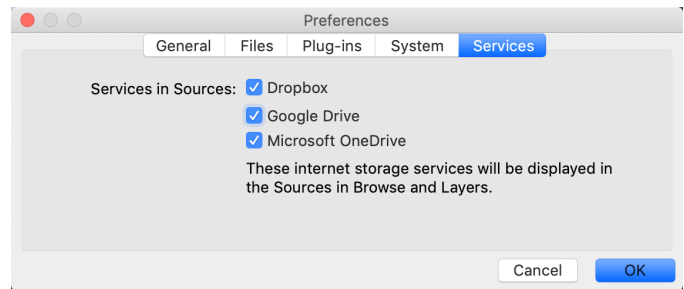 Preferences
General Files Plug-ins System Services
Services in Sources: Dropbox
Google Drive
Microsoft OneDrive
These internet storage services will be displayed in
the Sources in Browse and Layers.
Cancel OK